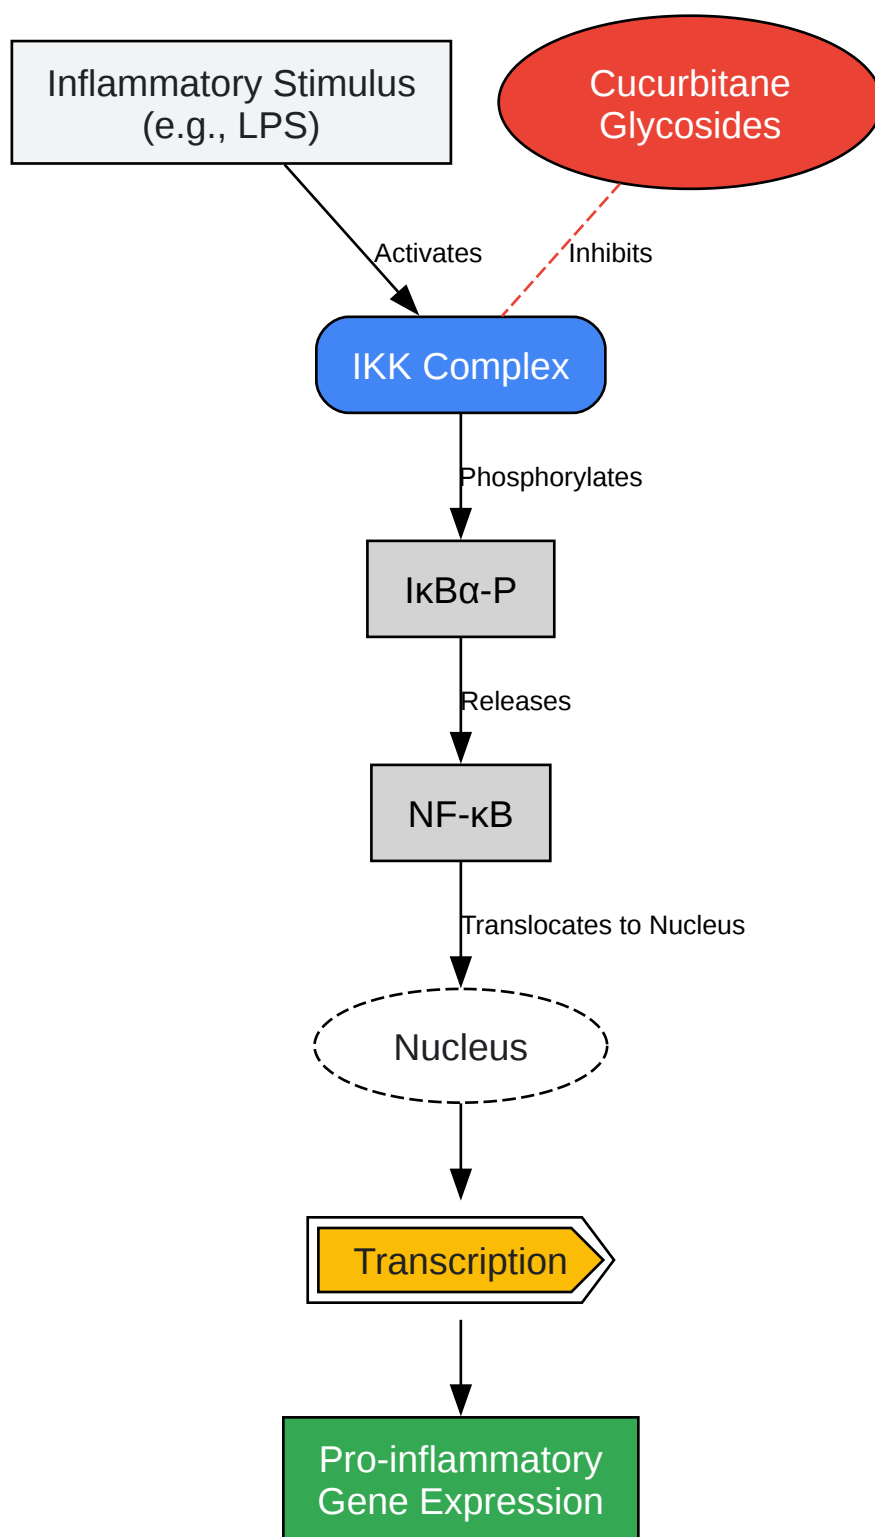 Inflammatory Stimulus
(e.g., LPS)
Cucurbitane
Glycosides
Activates
Inhibits
IKK Complex
Phosphorylates
IκBα-P
Releases
NF-κB
Translocates to Nucleus
Nucleus
Transcription
Pro-inflammatory
Gene Expression